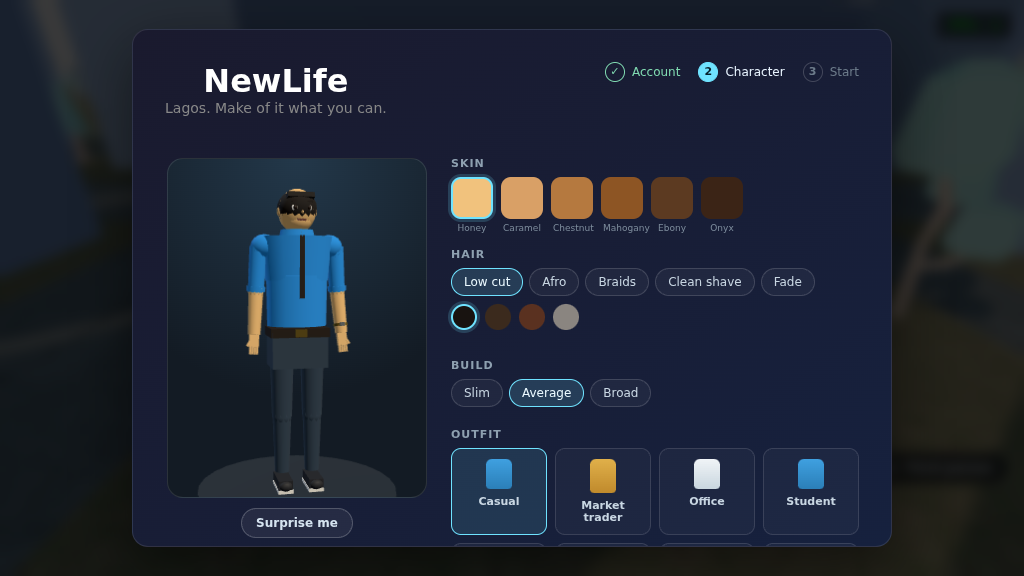 NewLife
Lagos. Make of it what you can.
✓ Account 2 Character 3 Start
SKIN
Honey Caramel Chestnut Mahogany Ebony Onyx
HAIR
Low cut Afro Braids Clean shave Fade
BUILD
Slim Average Broad
OUTFIT
Casual Market trader Office Student
Surprise me